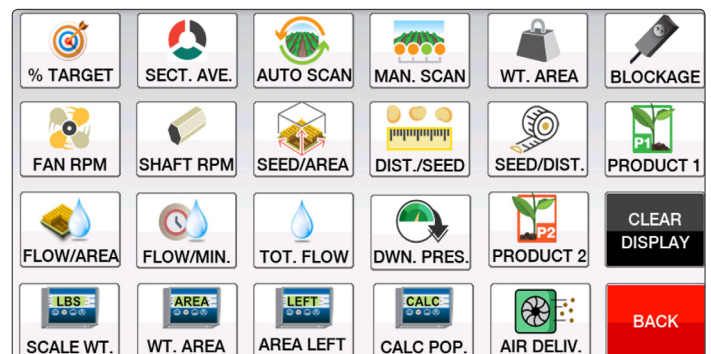 % TARGET
SECT. AVE.
AUTO SCAN
MAN. SCAN
WT. AREA
BLOCKAGE
FAN RPM
SHAFT RPM
SEED/AREA
DIST./SEED
SEED/DIST.
P1
PRODUCT 1
FLOW/AREA
FLOW/MIN.
TOT. FLOW
DWN. PRES.
P2
PRODUCT 2
CLEAR
DISPLAY
LBS
SCALE WT.
AREA
WT. AREA
LEFT
AREA LEFT
CALC
CALC POP.
AIR DELIV.
BACK